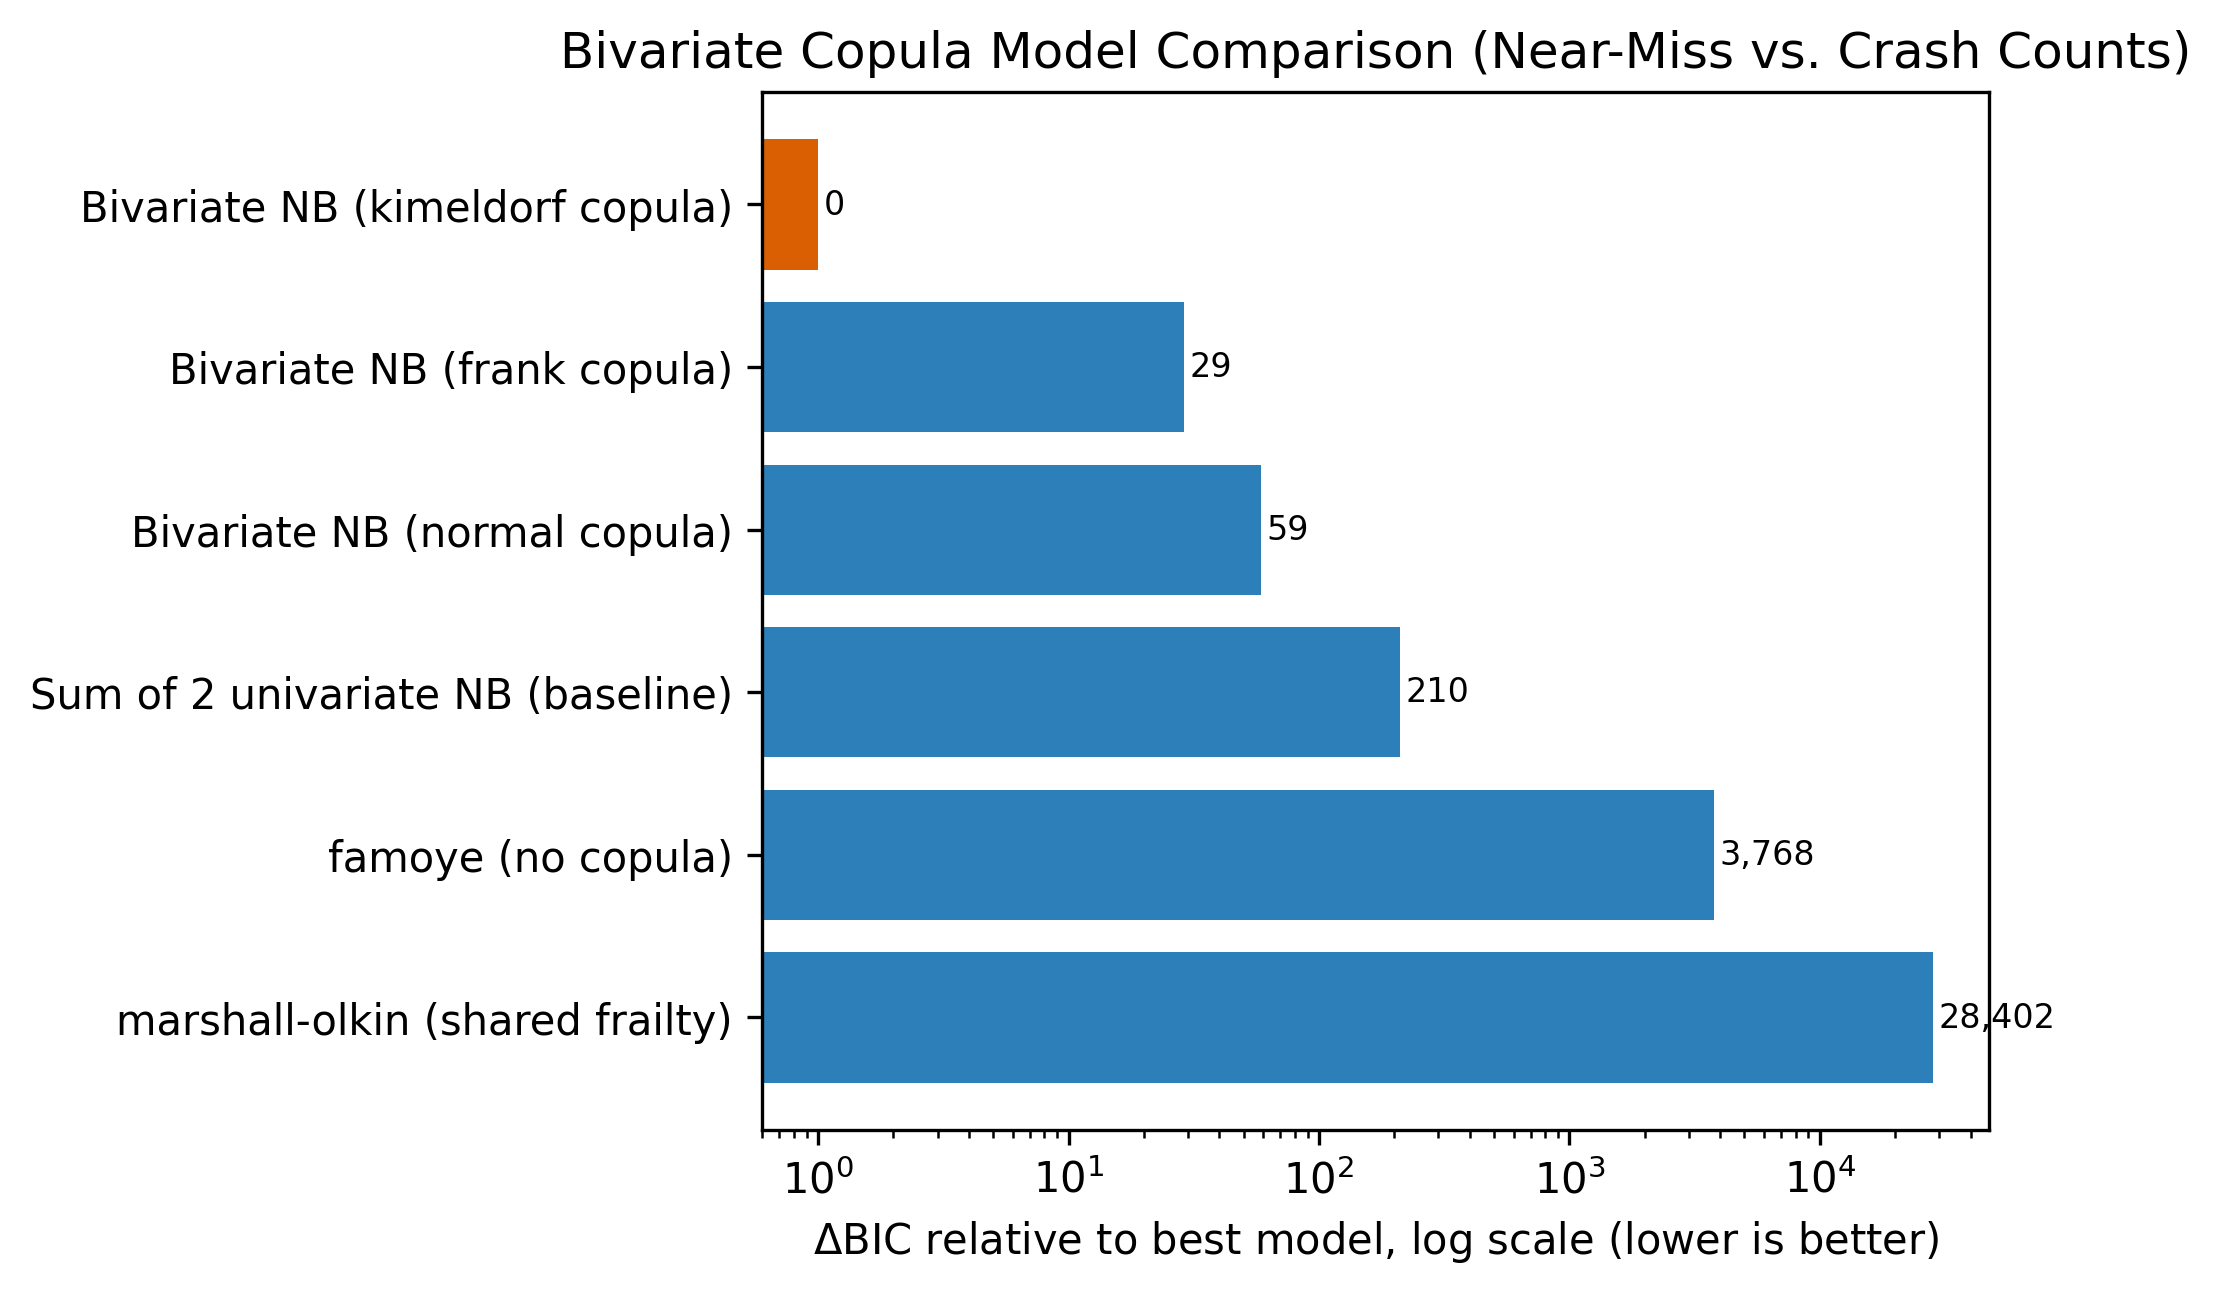 Bivariate Copula Model Comparison (Near-Miss vs. Crash Counts)
Bivariate NB (kimeldorf copula) 0
Bivariate NB (frank copula) 29
Bivariate NB (normal copula) 59
Sum of 2 univariate NB (baseline) 210
famoye (no copula) 3,768
marshall-olkin (shared frailty) 28,402
10⁰ 10¹ 10² 10³ 10⁴
ΔBIC relative to best model, log scale (lower is better)